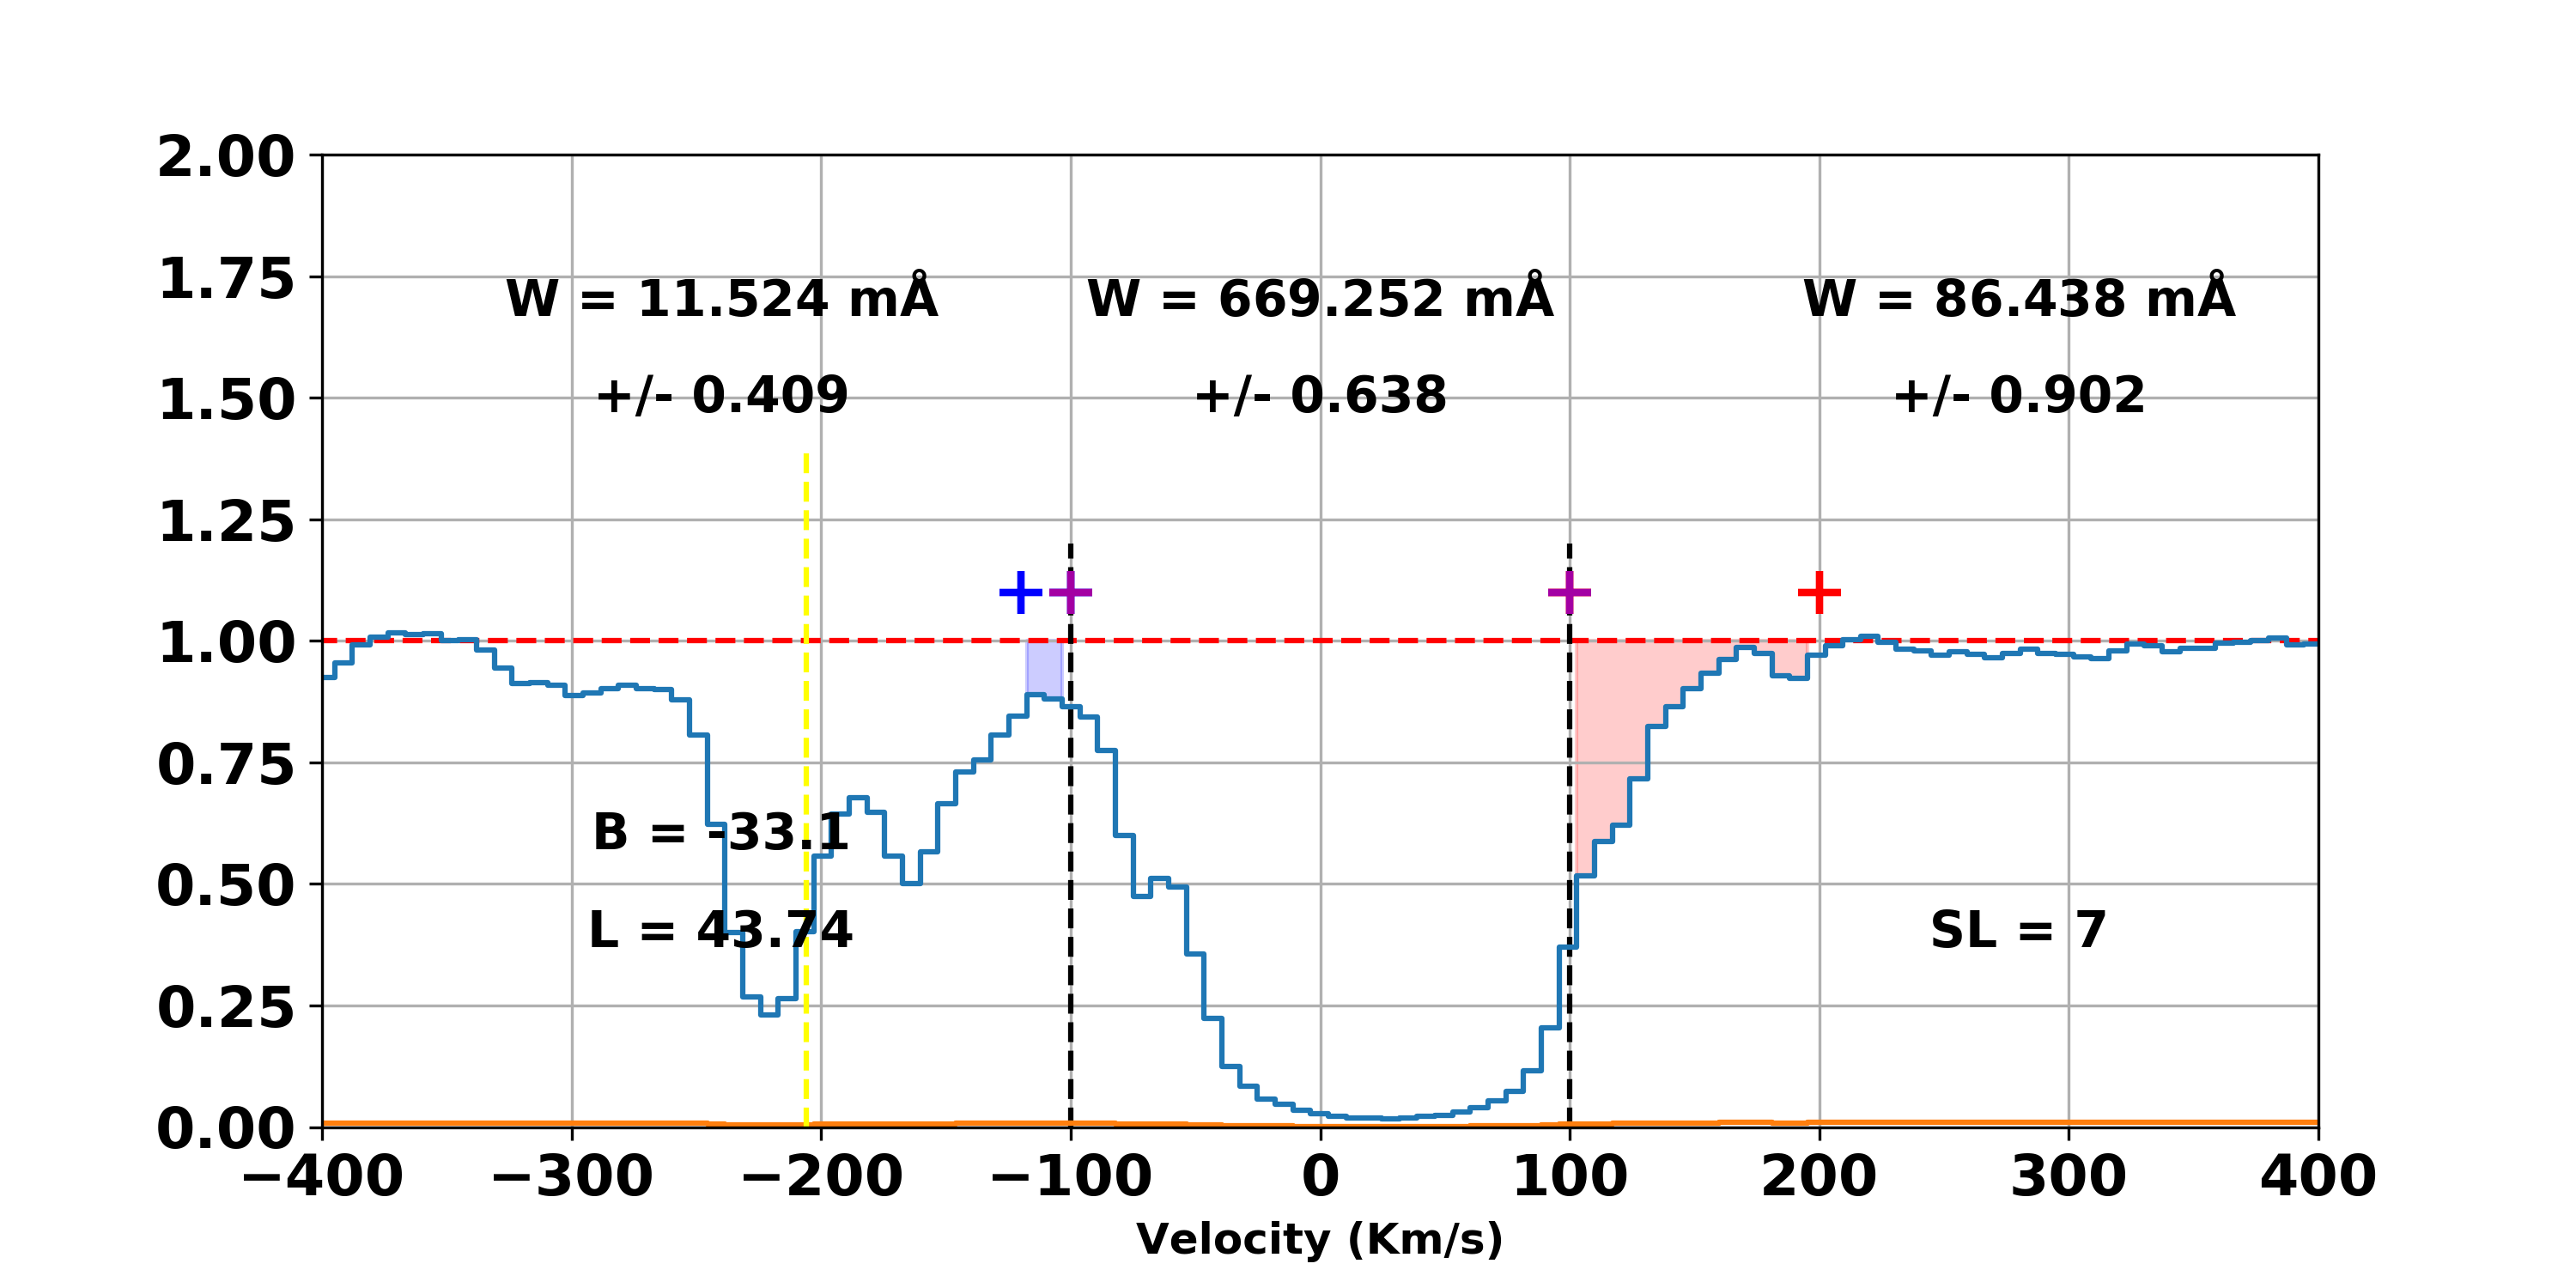 2.00
1.75
W = 11.524 mÅ W = 669.252 mÅ W = 86.438 mÅ
1.50
+/- 0.409 +/- 0.638 +/- 0.902
1.25
1.00
0.75
B = -33.1
0.50
L = 43.74 SL = 7
0.25
0.00
−400 −300 −200 −100 0 100 200 300 400
Velocity (Km/s)